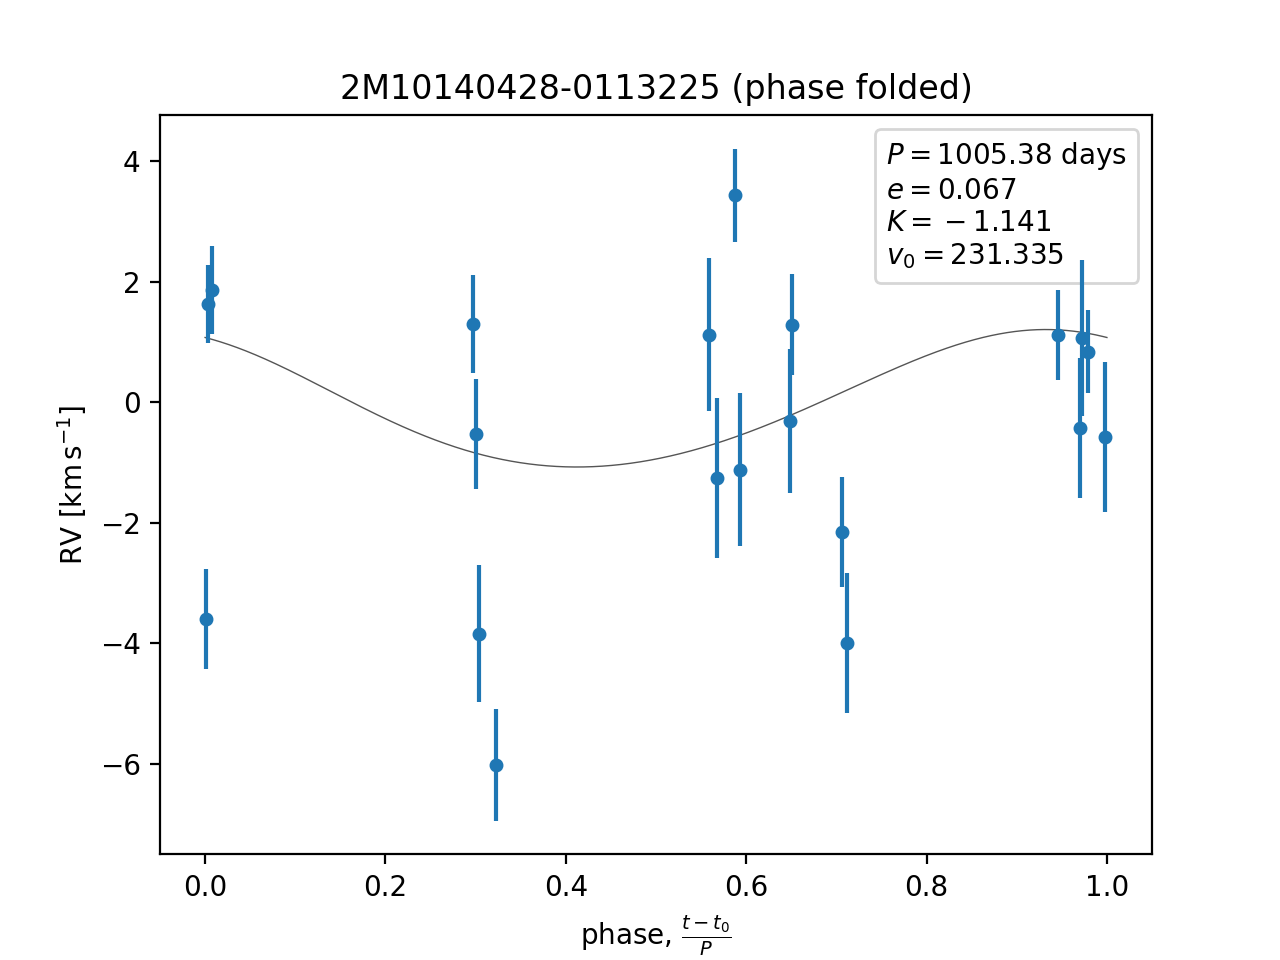 2M10140428-0113225 (phase folded)
P = 1005.38 days
e = 0.067
K = −1.141
v₀ = 231.335
4
2
0
−2
−4
−6
RV [km s⁻¹]
0.0 0.2 0.4 0.6 0.8 1.0
phase, (t − t₀)/P